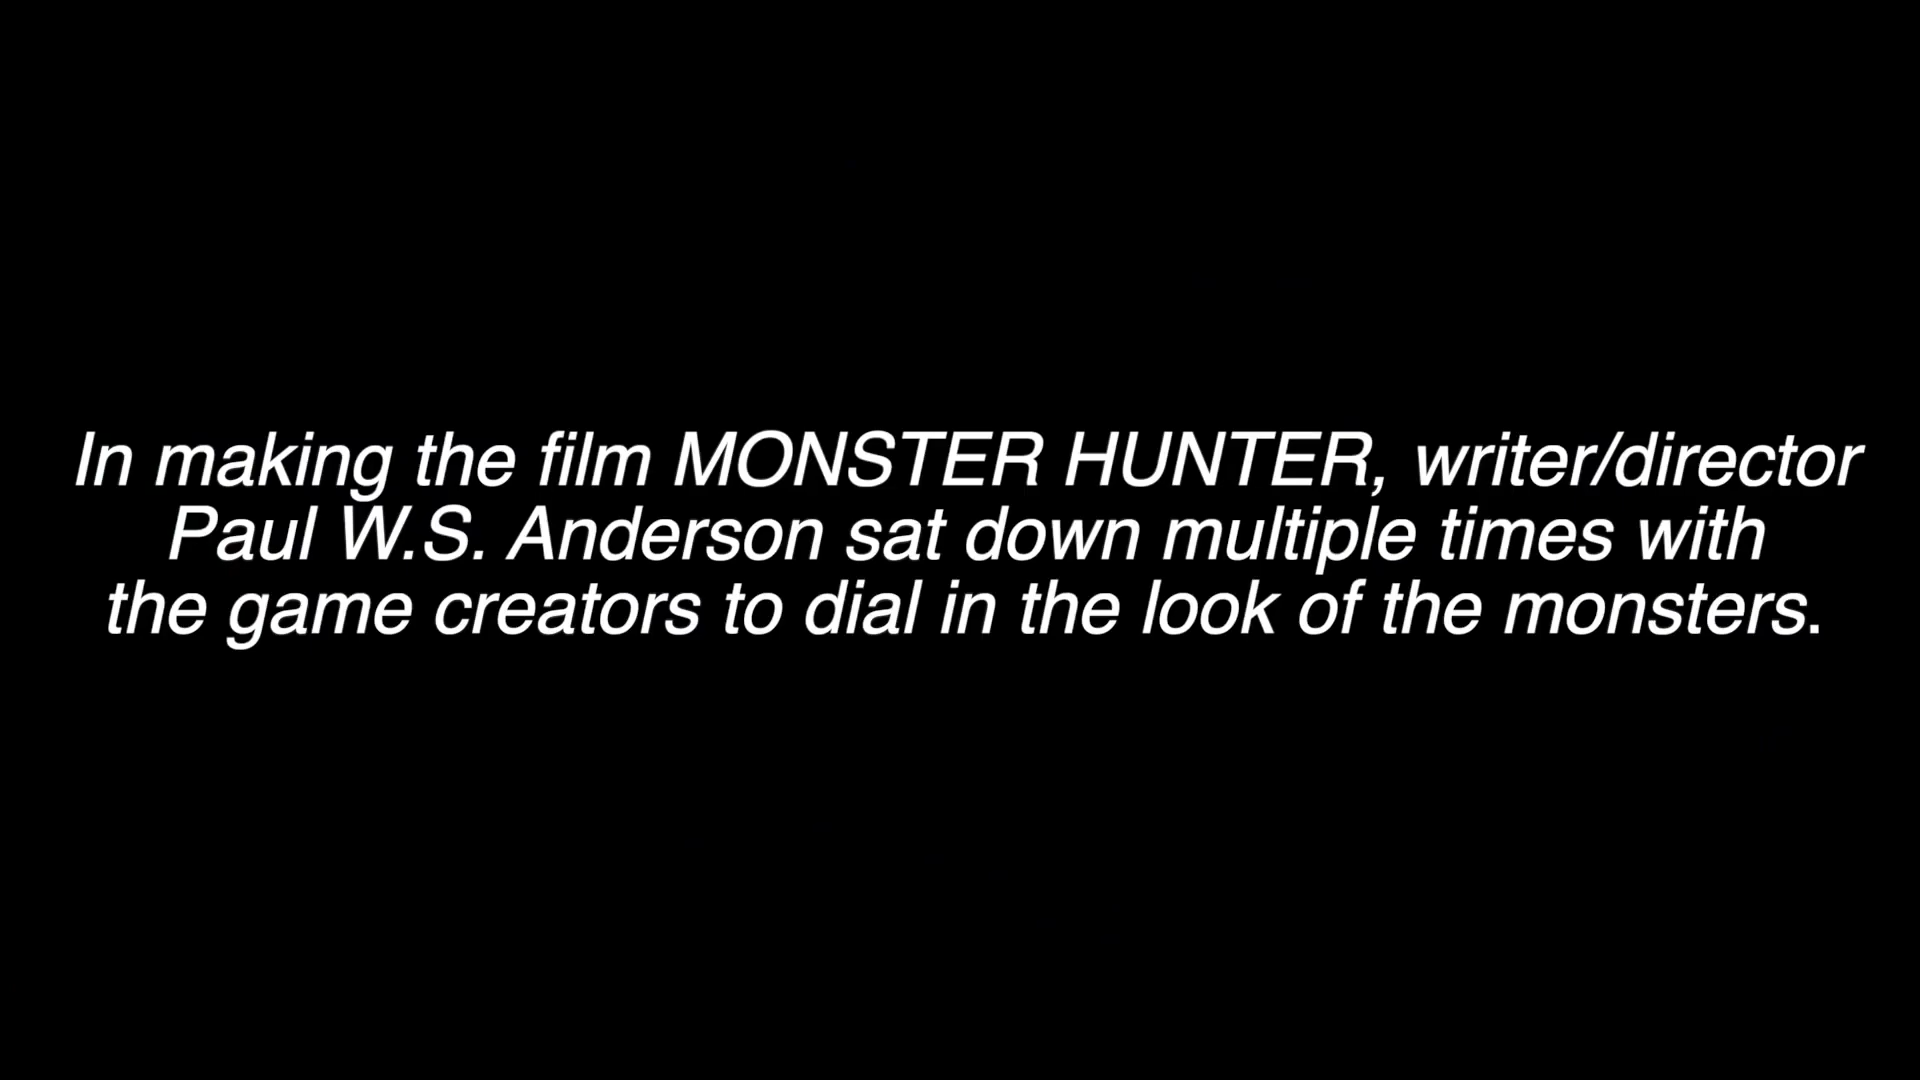 In making the film MONSTER HUNTER, writer/director
Paul W.S. Anderson sat down multiple times with
the game creators to dial in the look of the monsters.